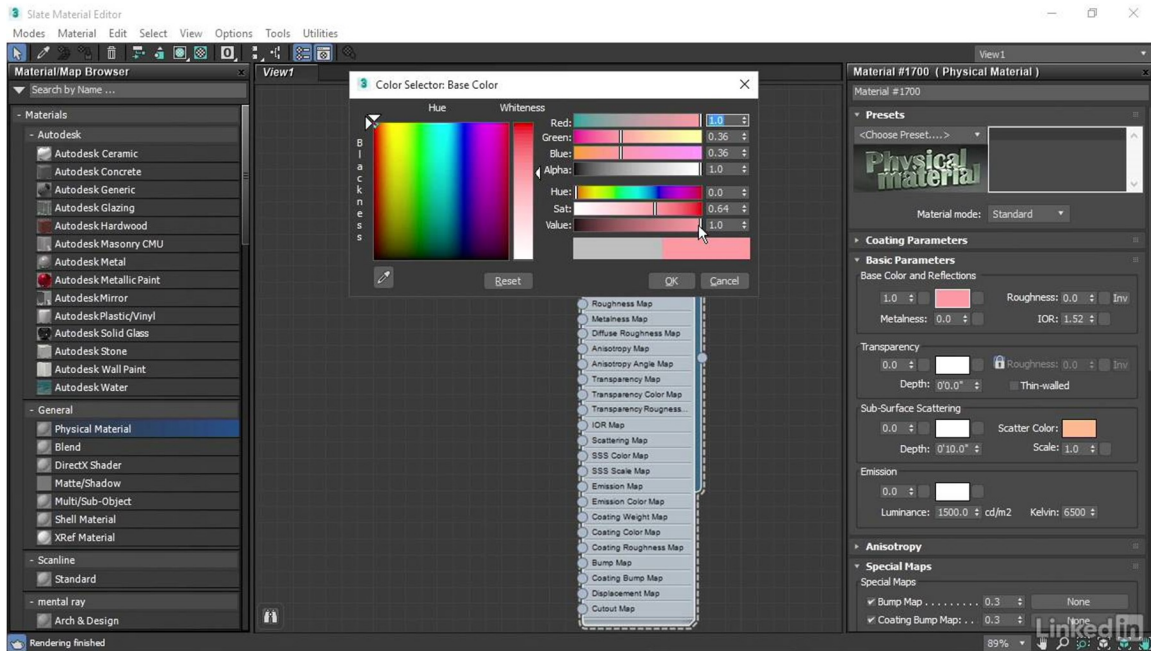 Slate Material Editor
Modes Material Edit Select View Options Tools Utilities
View1
Material/Map Browser
Search by Name ...
- Materials
- Autodesk
Autodesk Ceramic
Autodesk Concrete
Autodesk Generic
Autodesk Glazing
Autodesk Hardwood
Autodesk Masonry CMU
Autodesk Metal
Autodesk Metallic Paint
Autodesk Mirror
Autodesk Plastic/Vinyl
Autodesk Solid Glass
Autodesk Stone
Autodesk Wall Paint
Autodesk Water
- General
Physical Material
Blend
DirectX Shader
Matte/Shadow
Multi/Sub-Object
Shell Material
XRef Material
- Scanline
Standard
- mental ray
Arch & Design
Rendering finished
View1
Color Selector: Base Color
Hue Whiteness
Blackness
Red: 1.0
Green: 0.36
Blue: 0.36
Alpha: 1.0
Hue: 0.0
Sat: 0.64
Value: 1.0
Reset OK Cancel
Roughness Map
Metalness Map
Diffuse Roughness Map
Anisotropy Map
Anisotropy Angle Map
Transparency Map
Transparency Color Map
Transparency Rougness...
IOR Map
Scattering Map
SSS Color Map
SSS Scale Map
Emission Map
Emission Color Map
Coating Weight Map
Coating Color Map
Coating Roughness Map
Bump Map
Coating Bump Map
Displacement Map
Cutout Map
Material #1700 ( Physical Material )
Material #1700
Presets
<Choose Preset....>
Physical material
Material mode: Standard
Coating Parameters
Basic Parameters
Base Color and Reflections
1.0 Roughness: 0.0 Inv
Metalness: 0.0 IOR: 1.52
Transparency
0.0 Roughness: 0.0 Inv
Depth: 0'0.0" Thin-walled
Sub-Surface Scattering
0.0 Scatter Color:
Depth: 0'10.0" Scale: 1.0
Emission
0.0
Luminance: 1500.0 cd/m2 Kelvin: 6500
Anisotropy
Special Maps
Special Maps
Bump Map . . . . . . . . . 0.3 None
Coating Bump Map: . . 0.3 None
Linked in
89%